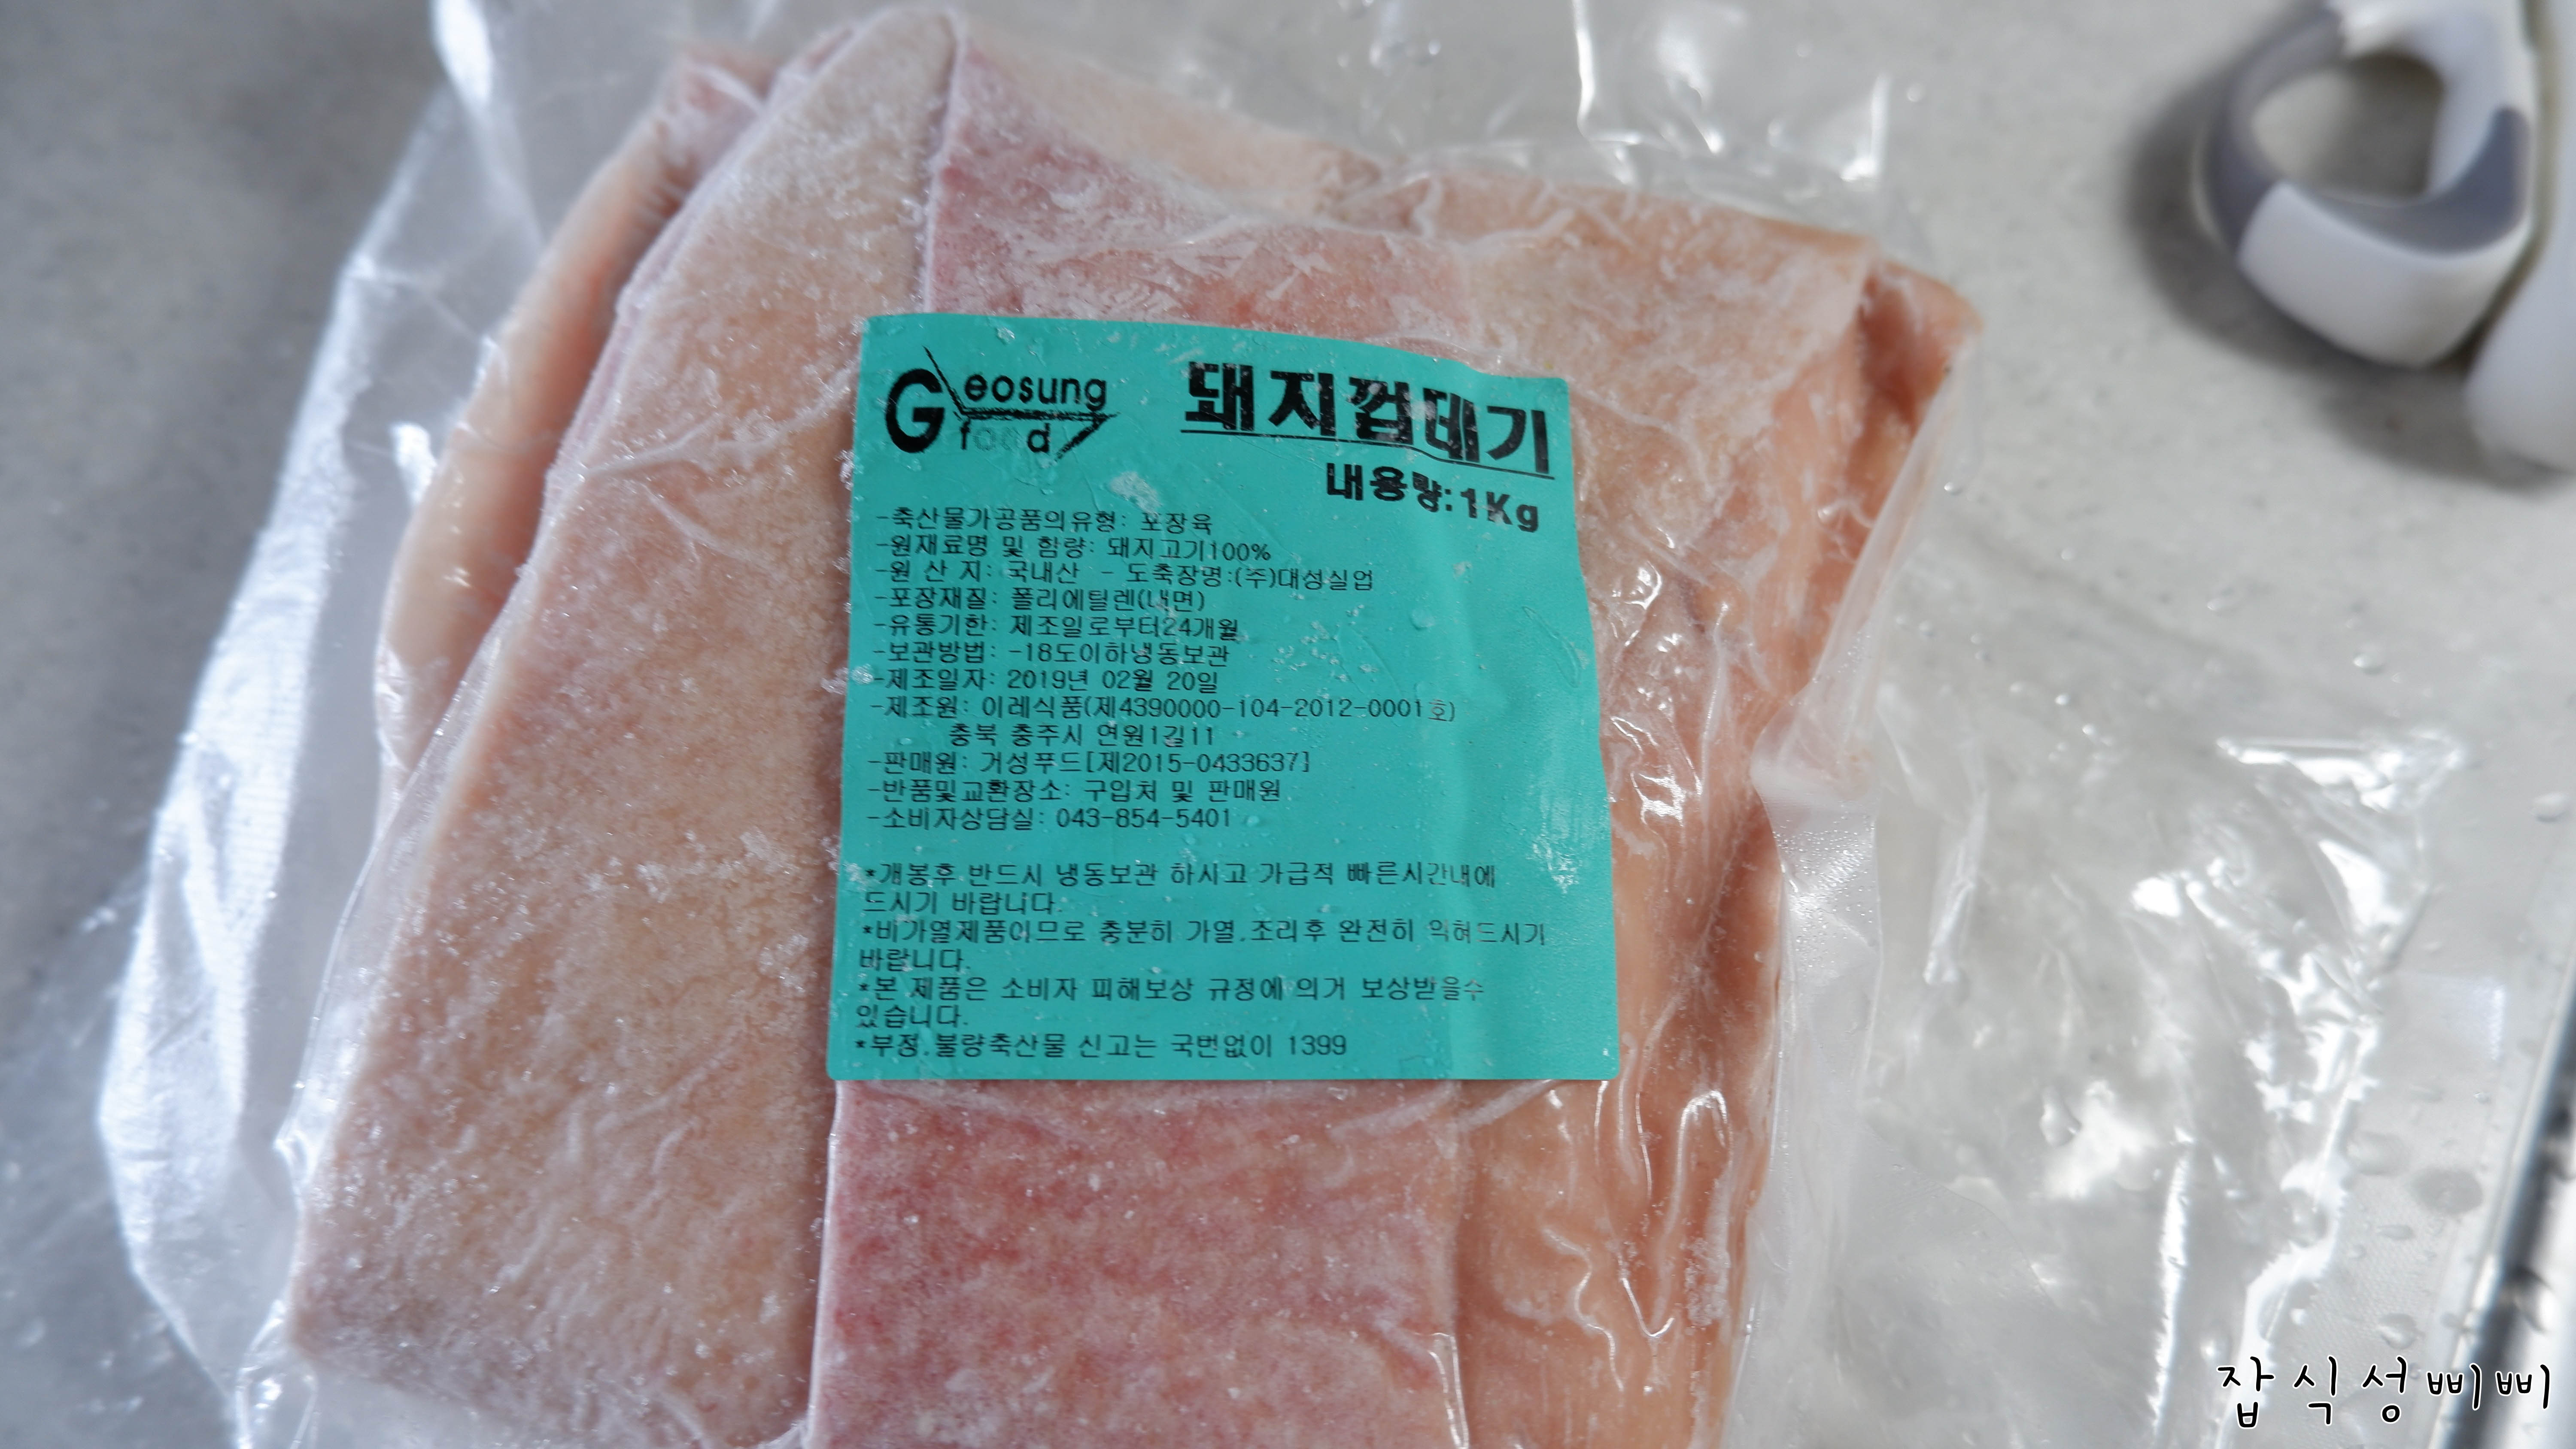 Geosung
food
돼지껍데기
내용량:1Kg
-축산물가공품의유형: 포장육
-원재료명 및 함량: 돼지고기100%
-원 산 지: 국내산 - 도축장명:(주)대성실업
-포장재질: 폴리에틸렌(내면)
-유통기한: 제조일로부터24개월
-보관방법: -18도이하냉동보관
-제조일자: 2019년 02월 20일
-제조원: 이레식품(제4390000-104-2012-0001호)
충북 충주시 연원1길11
-판매원: 거성푸드[제2015-0433637]
-반품및교환장소: 구입처 및 판매원
-소비자상담실: 043-854-5401
*개봉후 반드시 냉동보관 하시고 가급적 빠른시간내에
드시기 바랍니다.
*비가열제품이므로 충분히 가열.조리후 완전히 익혀드시기
바랍니다.
*본 제품은 소비자 피해보상 규정에 의거 보상받을수
있습니다.
*부정.불량축산물 신고는 국번없이 1399
잡식성삐삐